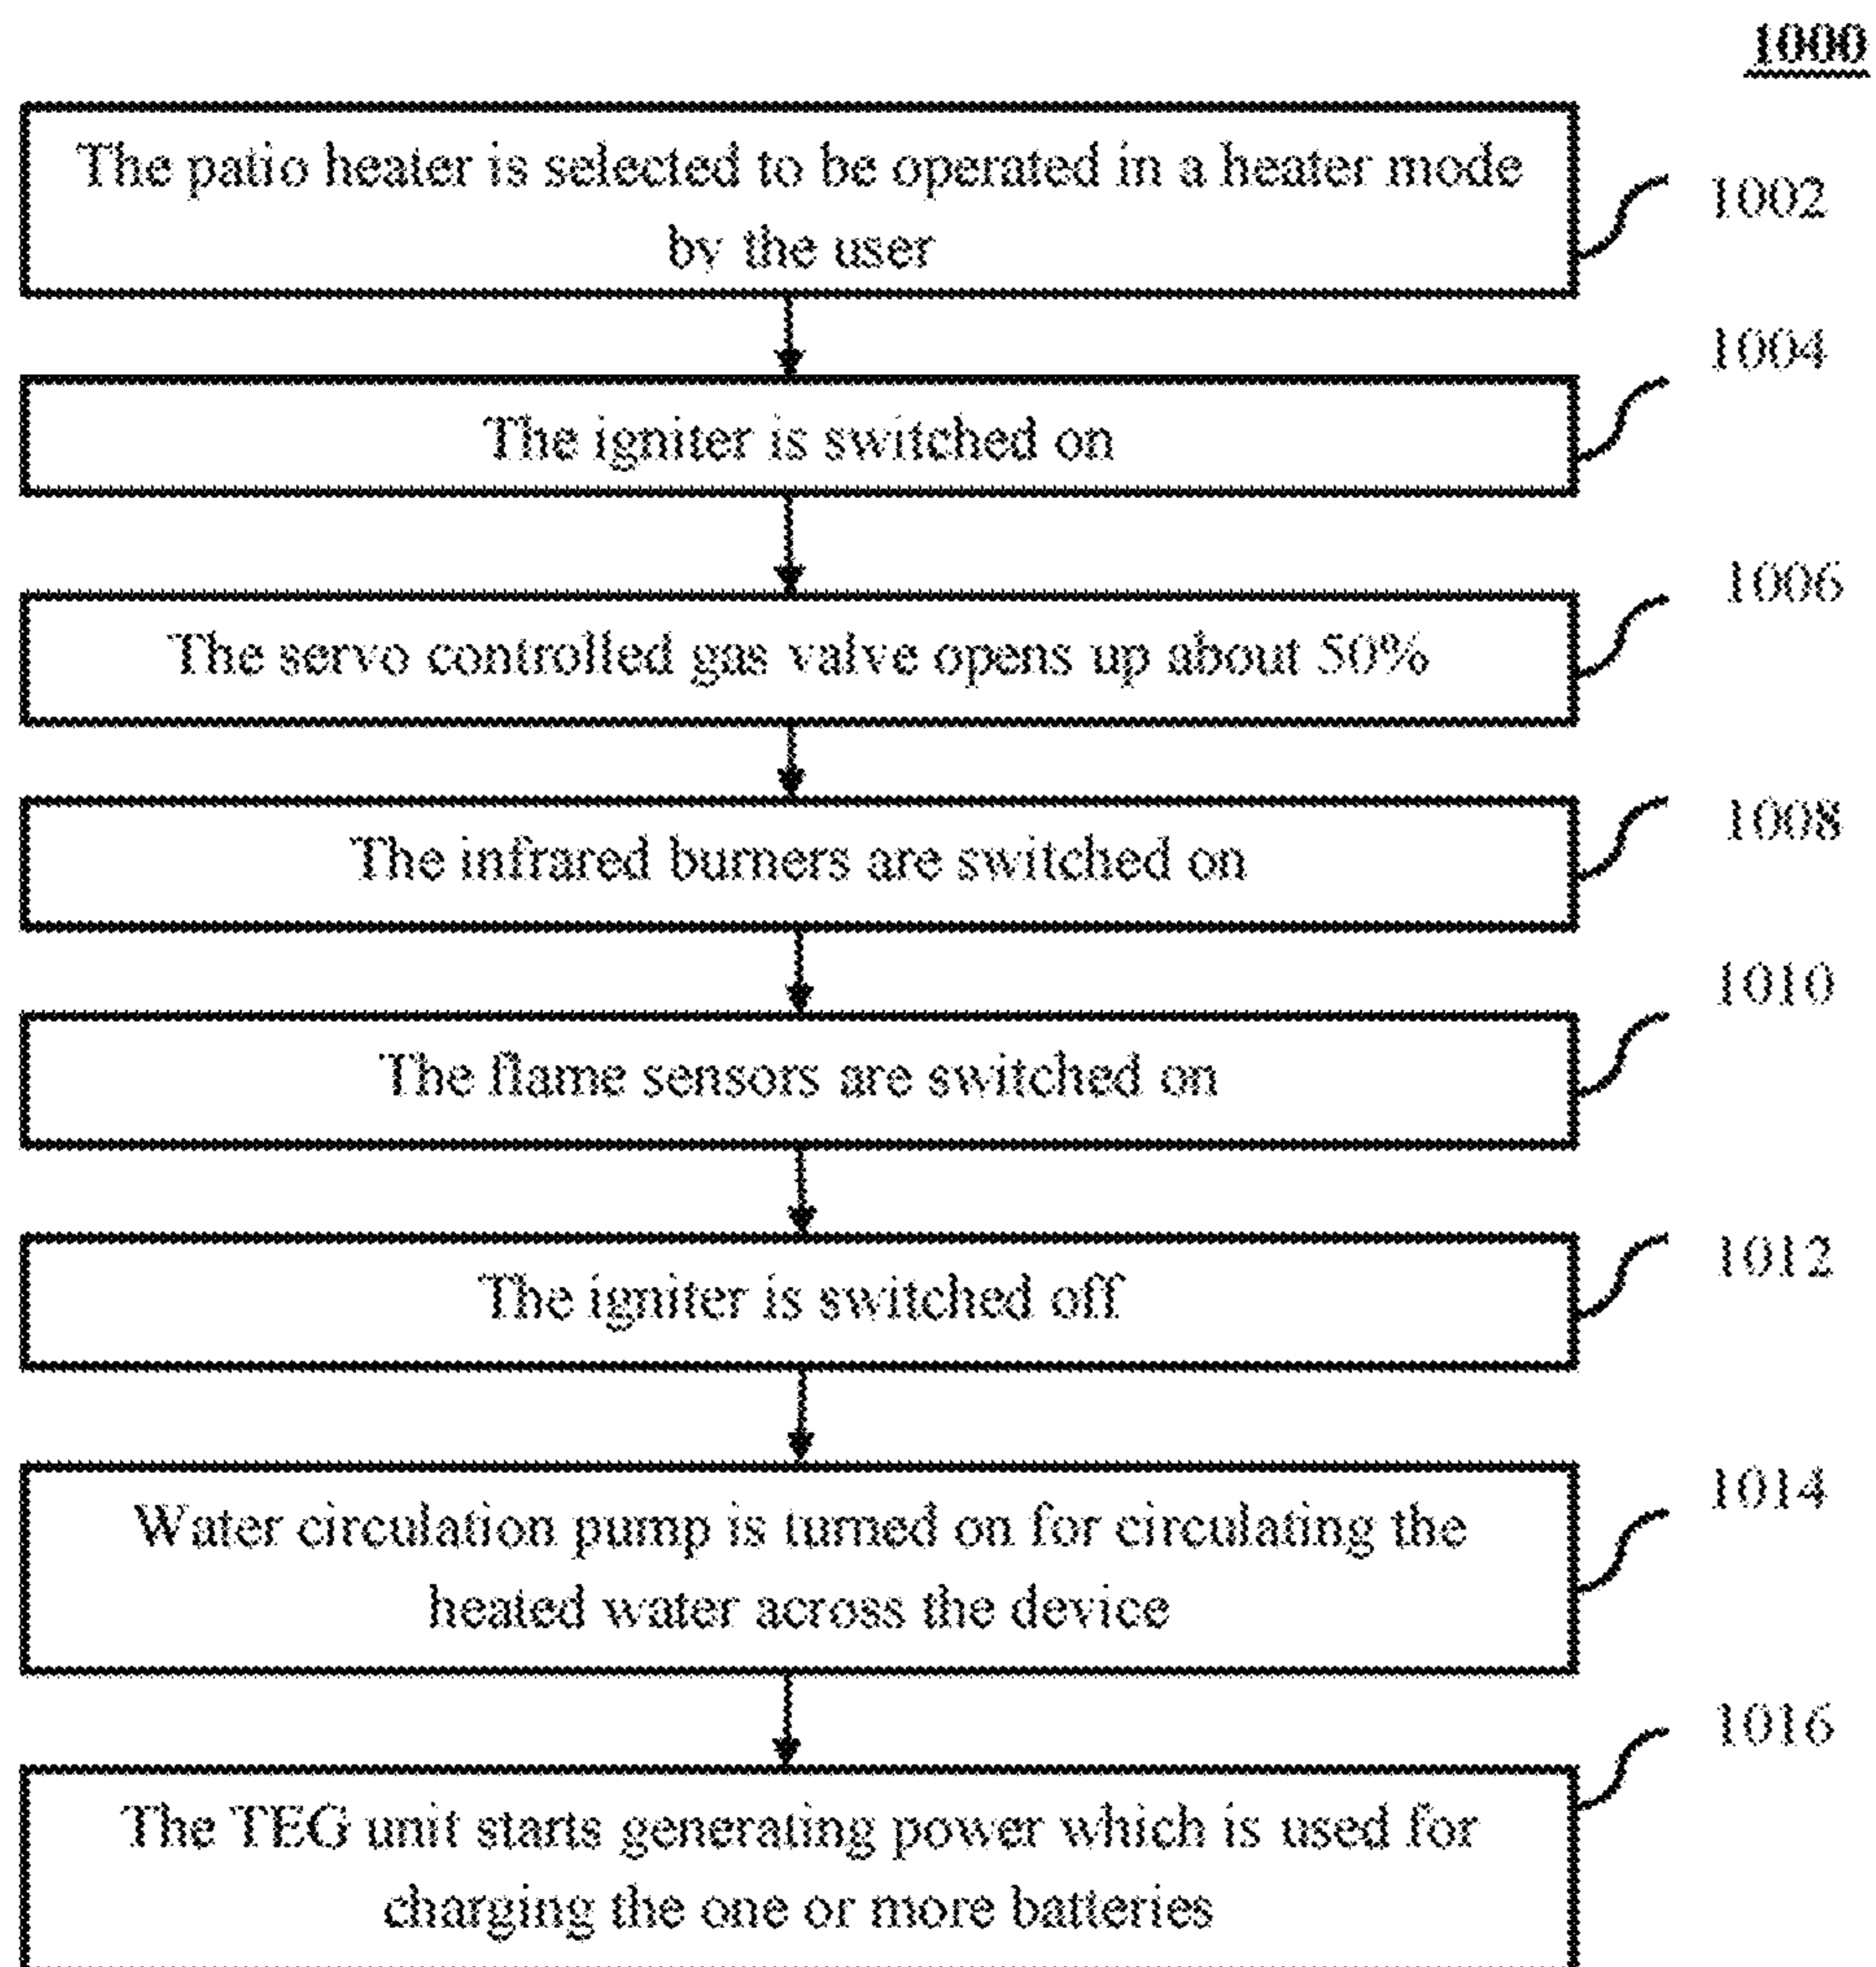 1000
The patio heater is selected to be operated in a heater mode
by the user
1002
1004
The igniter is switched on
1006
The servo controlled gas valve opens up about 50%
1008
The infrared burners are switched on
1010
The flame sensors are switched on
1012
The igniter is switched off
1014
Water circulation pump is turned on for circulating the
heated water across the device
1016
The TEG unit starts generating power which is used for
charging the one or more batteries